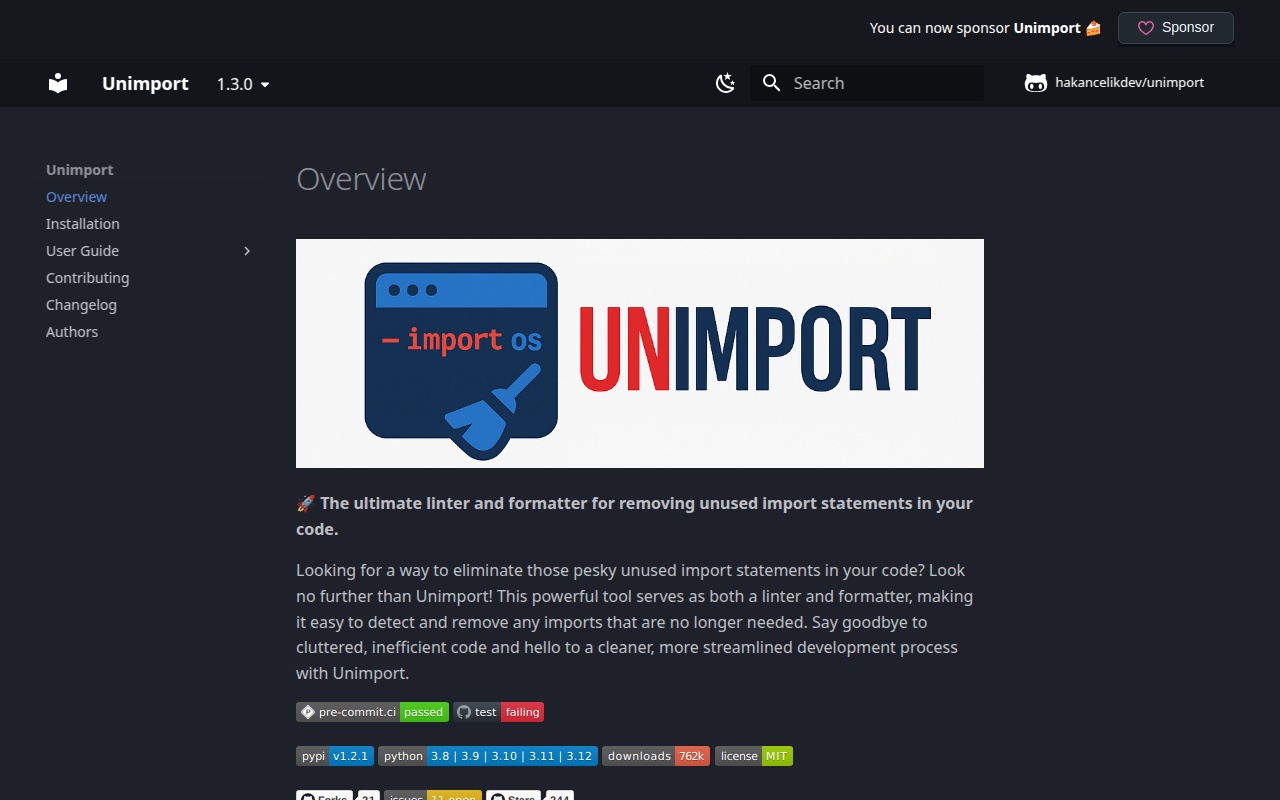 You can now sponsor Unimport 🍰 Sponsor
Unimport 1.3.0 Search hakancelikdev/unimport
Unimport
Overview
Installation
User Guide
Contributing
Changelog
Authors
Overview
– import os
UNIMPORT
🚀 The ultimate linter and formatter for removing unused import statements in your
code.
Looking for a way to eliminate those pesky unused import statements in your code? Look
no further than Unimport! This powerful tool serves as both a linter and formatter, making
it easy to detect and remove any imports that are no longer needed. Say goodbye to
cluttered, inefficient code and hello to a cleaner, more streamlined development process
with Unimport.
pre-commit.ci passed test failing
pypi v1.2.1 python 3.8 | 3.9 | 3.10 | 3.11 | 3.12 downloads 762k license MIT
Forks 21 issues 11 open Stars 244